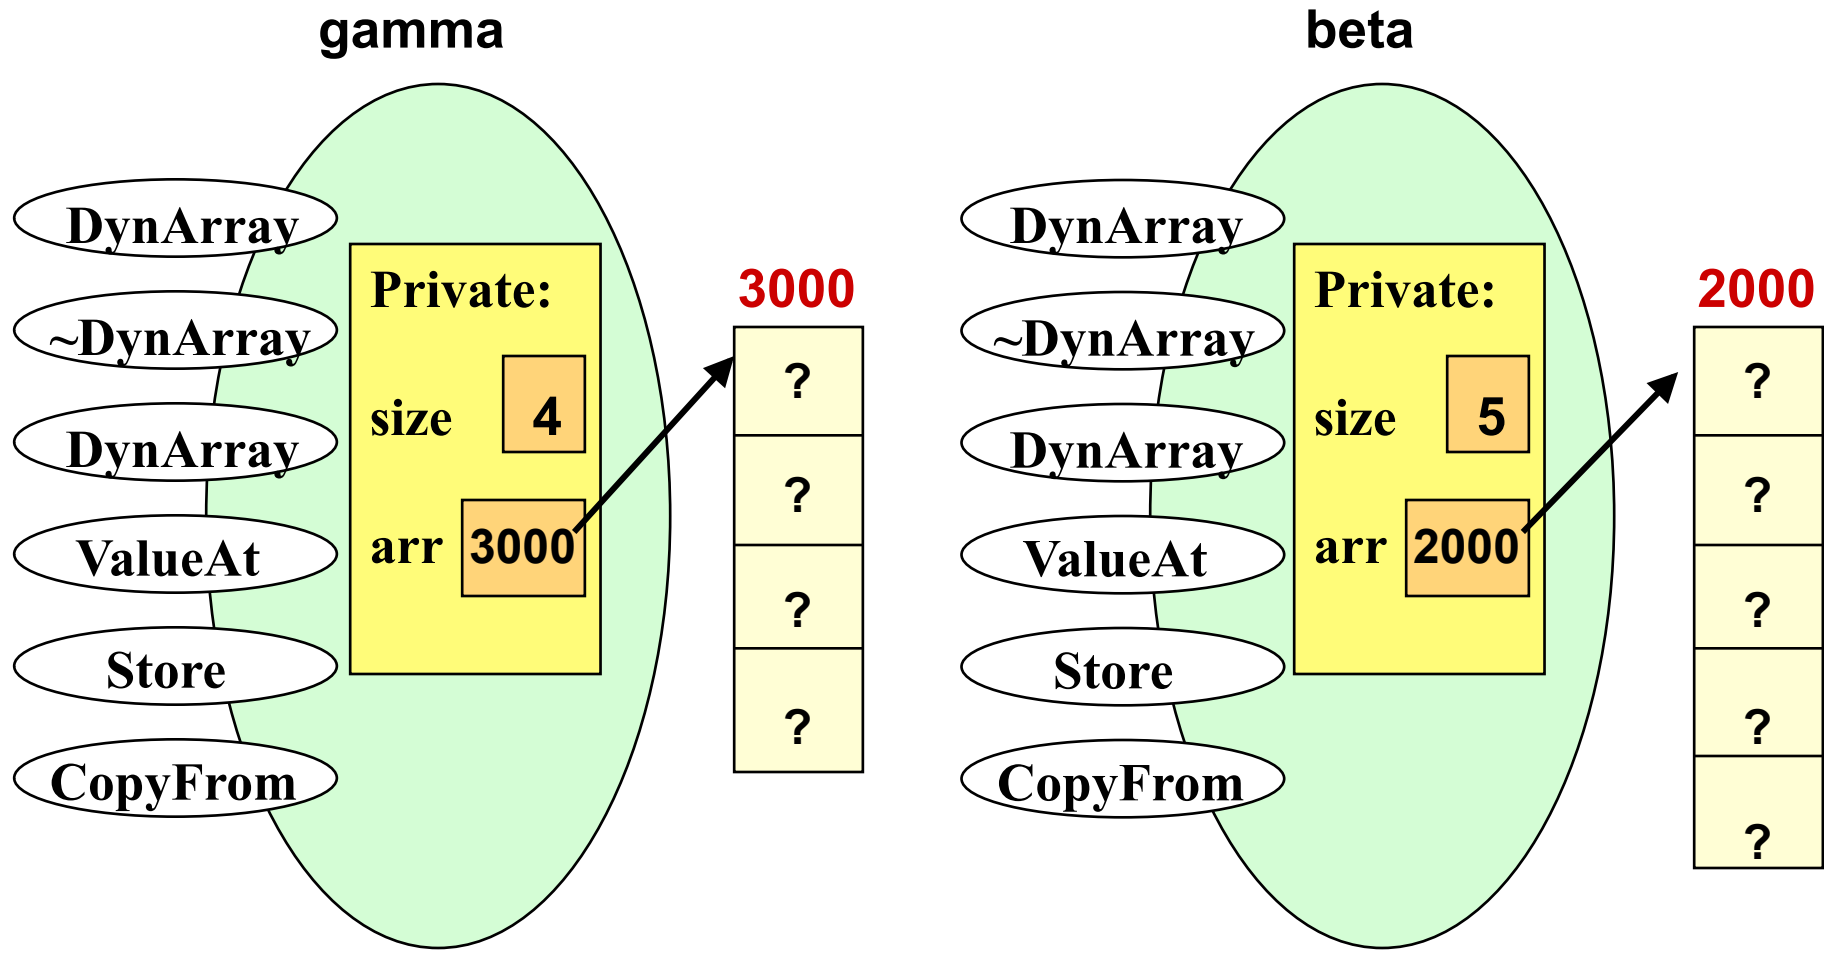 gamma
DynArray
~DynArray
DynArray
ValueAt
Store
CopyFrom
Private:
size 4
arr 3000
3000
?
?
?
?
beta
DynArray
~DynArray
DynArray
ValueAt
Store
CopyFrom
Private:
size 5
arr 2000
2000
?
?
?
?
?